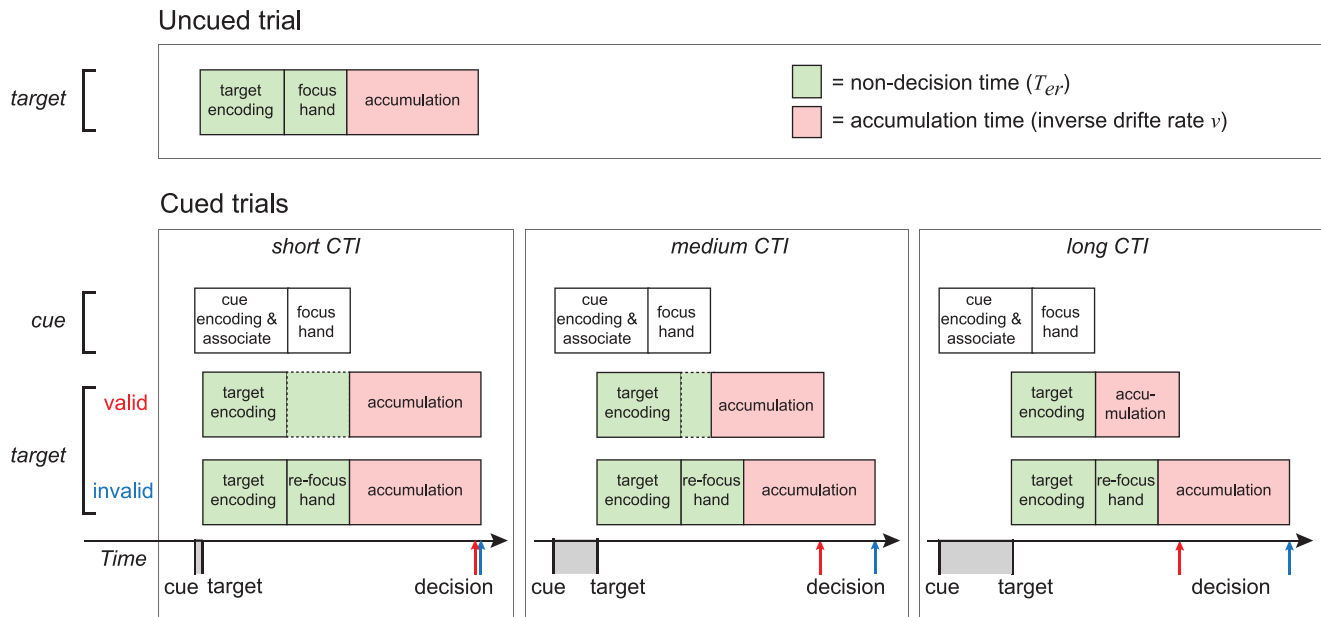 Uncued trial
target
target
encoding
focus
hand
accumulation
= non-decision time (Ter)
= accumulation time (inverse drifte rate v)
Cued trials
short CTI
medium CTI
long CTI
cue
cue
encoding &
associate
focus
hand
cue
encoding &
associate
focus
hand
cue
encoding &
associate
focus
hand
target
valid
target
encoding
accumulation
target
encoding
accumulation
target
encoding
accu-
mulation
invalid
target
encoding
re-focus
hand
accumulation
target
encoding
re-focus
hand
accumulation
target
encoding
re-focus
hand
accumulation
Time
cue target decision
cue target decision
cue target decision